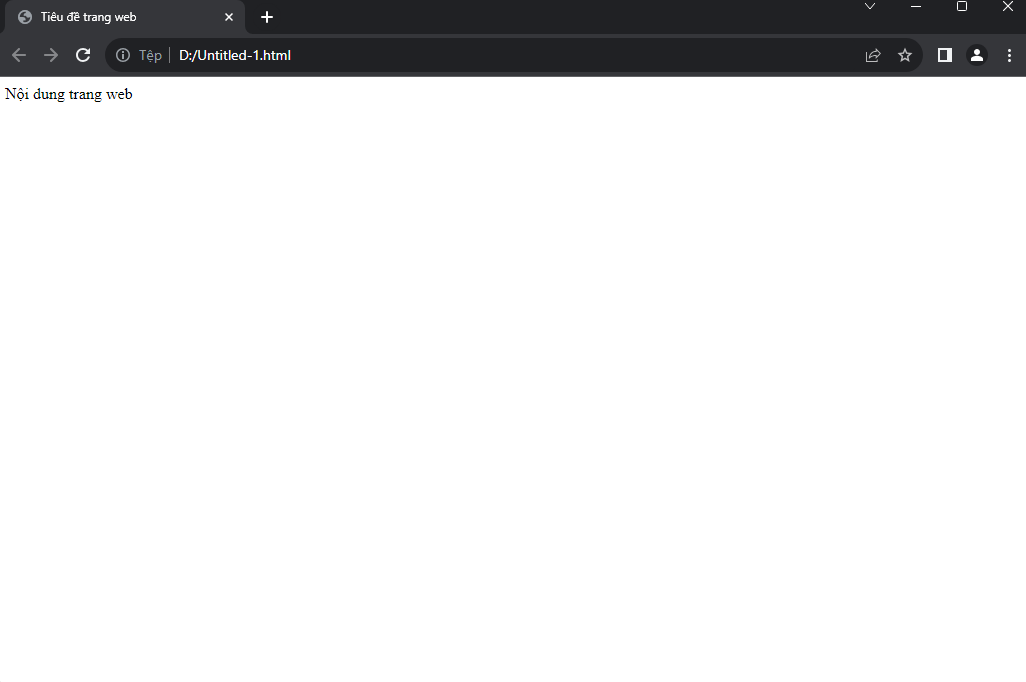 Tiêu đề trang web
Tệp D:/Untitled-1.html
Nội dung trang web